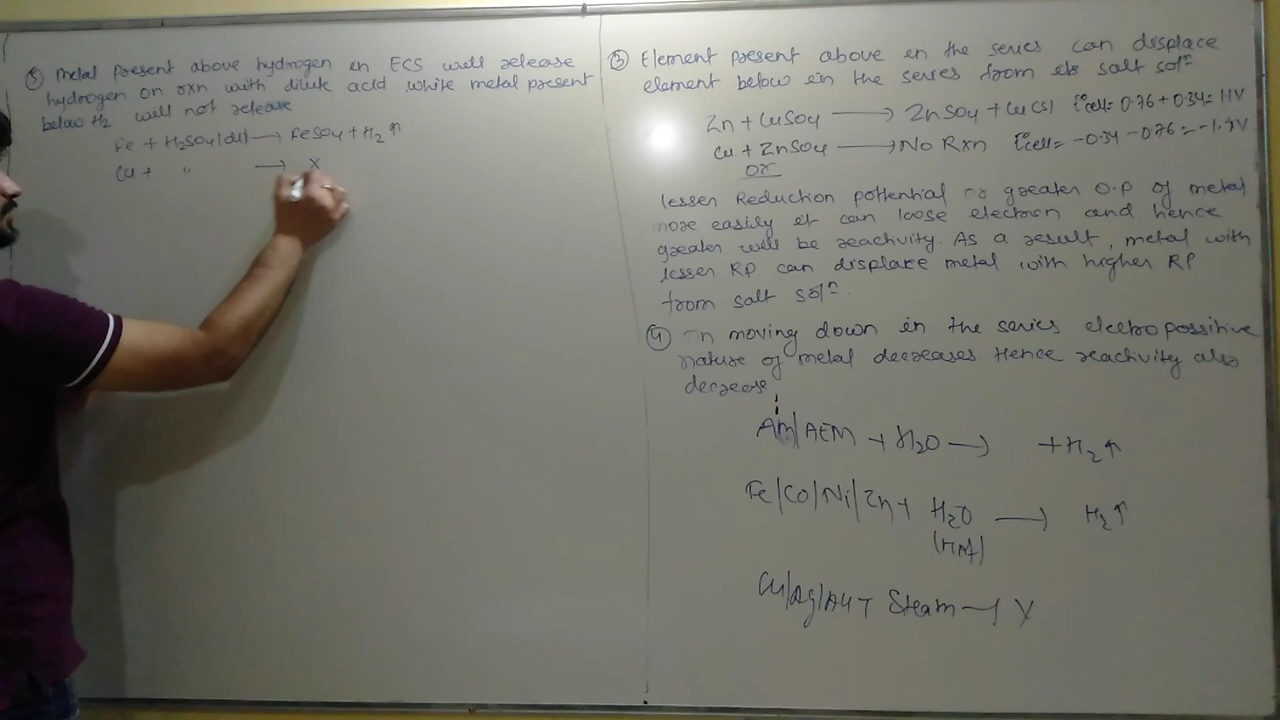 ⑤ Metal present above hydrogen in ECS will release
hydrogen on rxn with dilute acid while metal present
below H2 will not release
Fe + H2SO4(dil) → FeSO4 + H2↑
Cu + " → X
③ Element present above in the series can displace
element below in the series from its salt solⁿ
Zn + CuSO4 → ZnSO4 + Cu(s) E°cell = 0.76 + 0.34 = 1.1V
Cu + ZnSO4 → No Rxn E°cell = -0.34 - 0.76 = -1.1V
or
lesser Reduction potential or greater O.P of metal
more easily it can loose electron and hence
greater will be reactivity. As a result, metal with
lesser RP can displace metal with higher RP
from salt solⁿ.
④ On moving down in the series electropossitive
nature of metal decreases Hence reactivity also
decrease
Am/AEM + H2O → + H2↑
Fe/Co/Ni/Zn + H2O → H2↑
(Hot)
Cu/Ag/Au + Steam → X